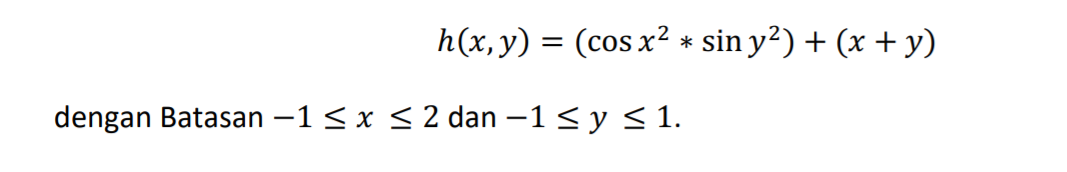 h(x, y) = (cos x² * sin y²) + (x + y)
dengan Batasan −1 ≤ x ≤ 2 dan −1 ≤ y ≤ 1.